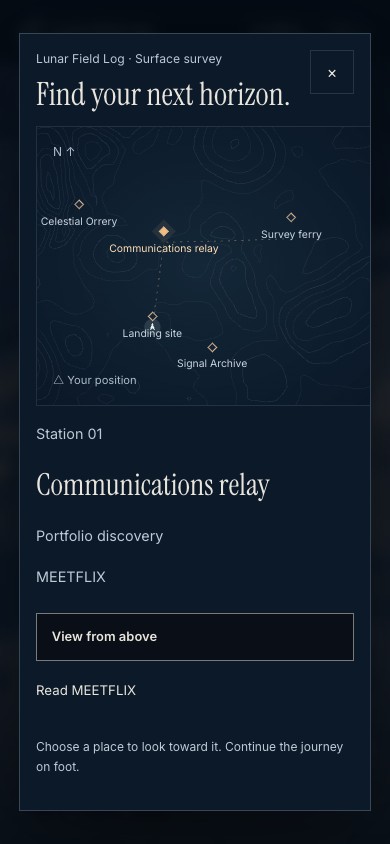 Lunar Field Log · Surface survey
Find your next horizon.
×
N ↑
Celestial Orrery
Survey ferry
Communications relay
Landing site
Signal Archive
△ Your position
Station 01
Communications relay
Portfolio discovery
MEETFLIX
View from above
Read MEETFLIX
Choose a place to look toward it. Continue the journey
on foot.